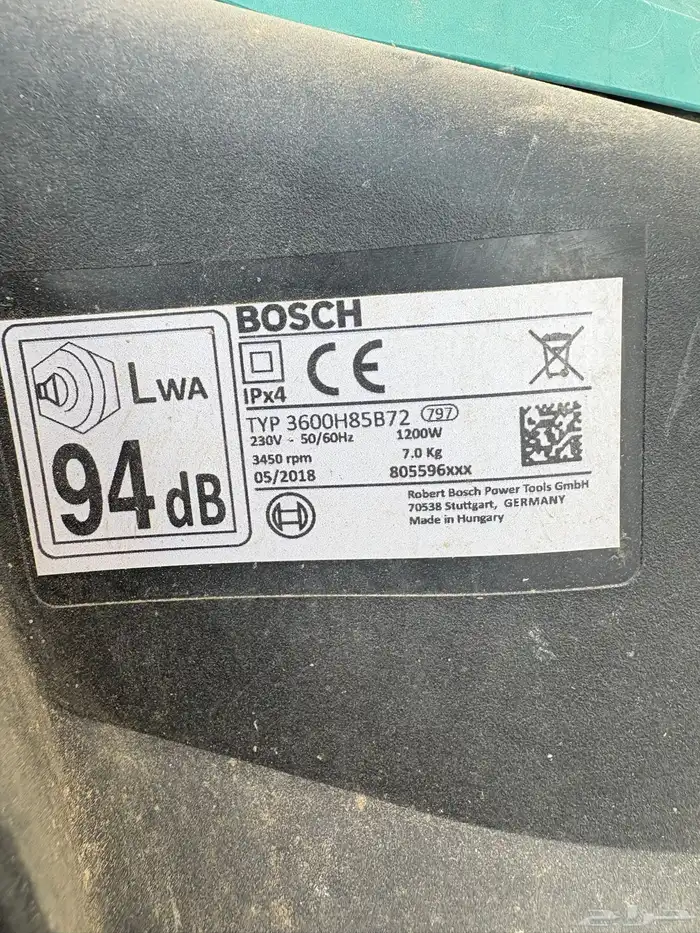 LWA
94 dB
BOSCH
IPx4
CE
TYP 3600H85B72 797
230V ~ 50/60Hz 1200W
3450 rpm 7.0 Kg
05/2018 805596xxx
Robert Bosch Power Tools GmbH
70538 Stuttgart, GERMANY
Made in Hungary
حراج